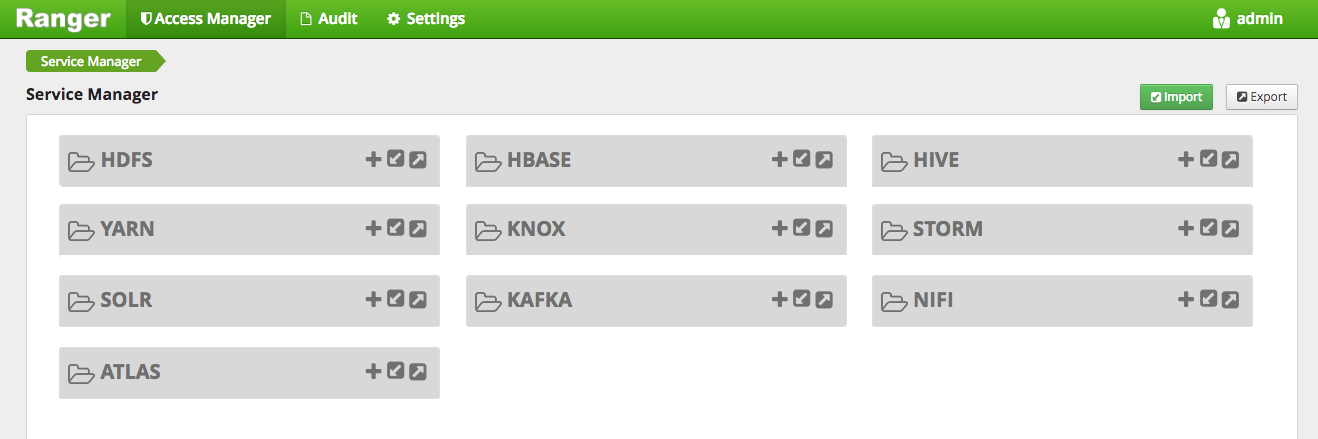 Ranger Access Manager Audit Settings admin
Service Manager
Service Manager Import Export
HDFS HBASE HIVE
YARN KNOX STORM
SOLR KAFKA NIFI
ATLAS